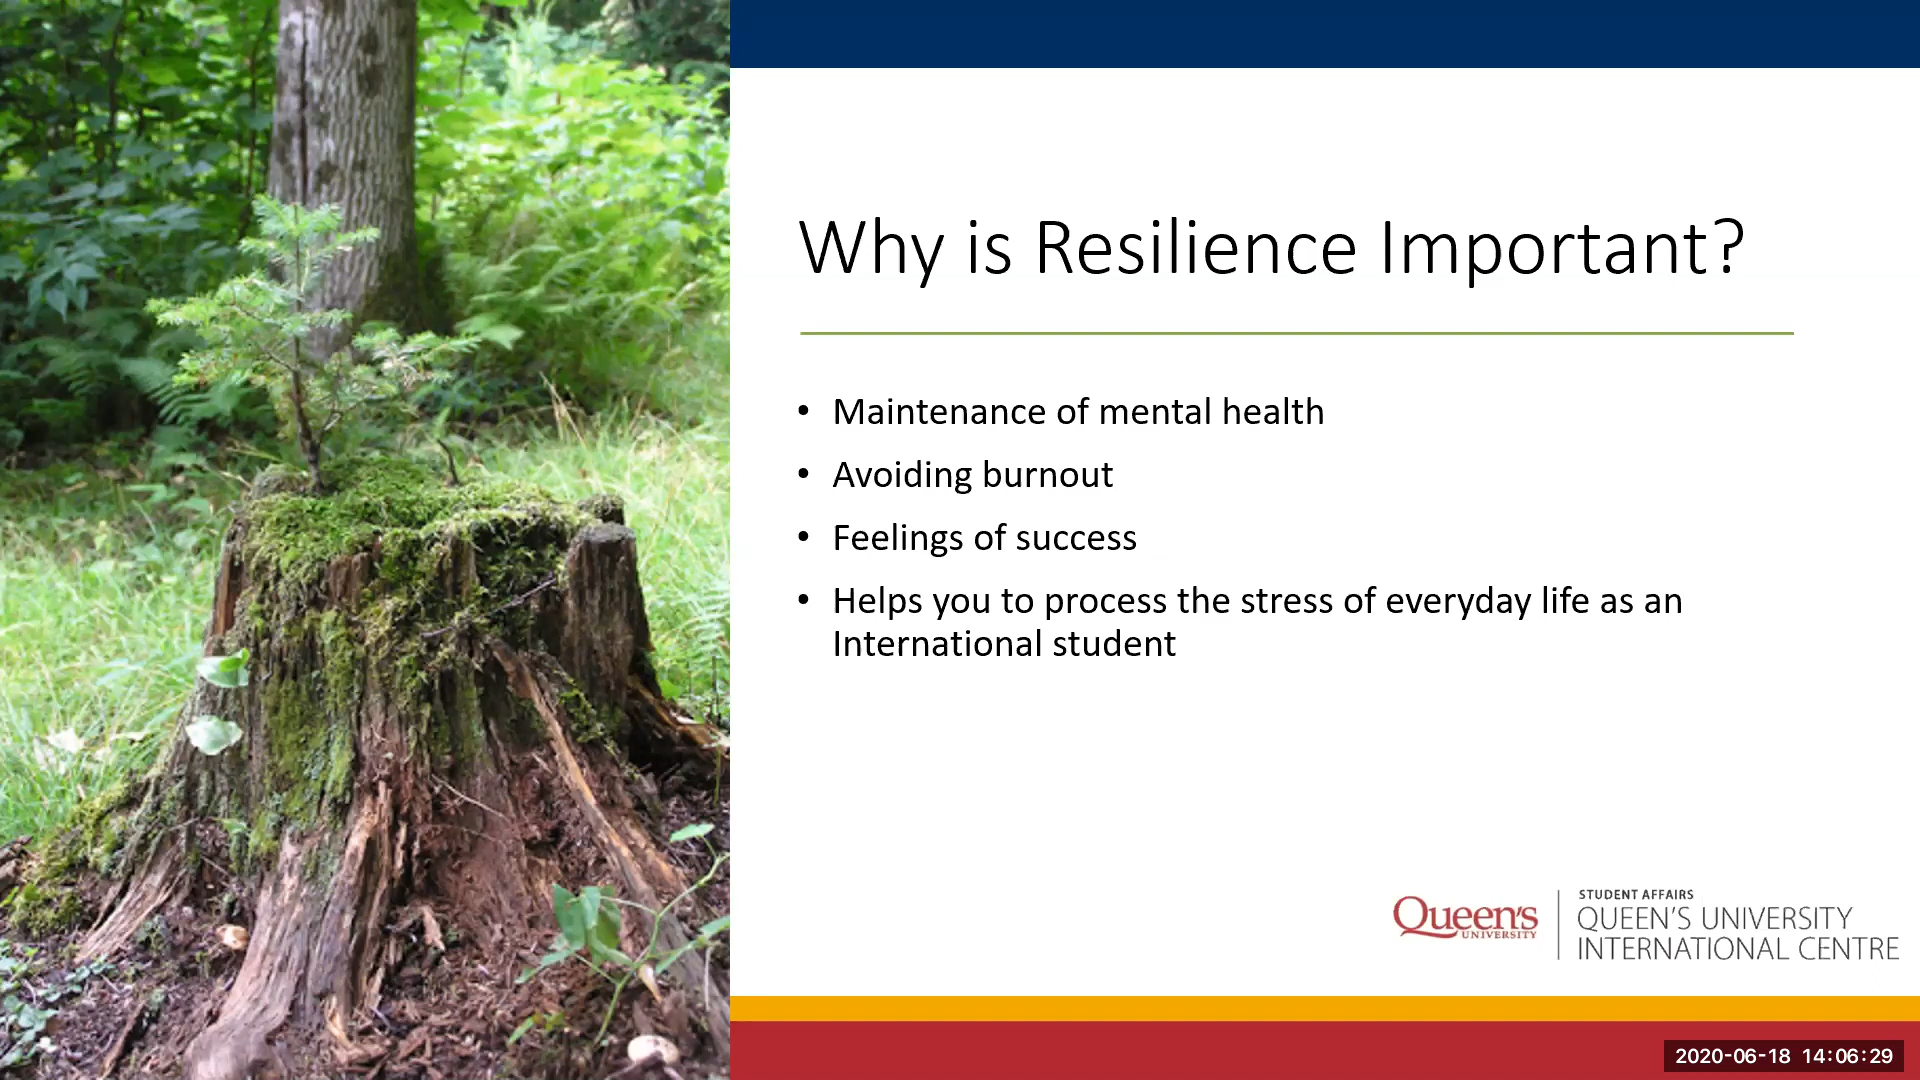 Why is Resilience Important?
• Maintenance of mental health
• Avoiding burnout
• Feelings of success
• Helps you to process the stress of everyday life as an
International student
Queen's
UNIVERSITY
STUDENT AFFAIRS
QUEEN'S UNIVERSITY
INTERNATIONAL CENTRE
2020-06-18 14:06:29